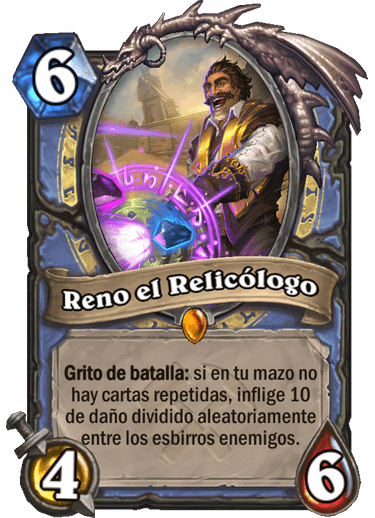 6
Reno el Relicólogo
Grito de batalla: si en tu mazo no
hay cartas repetidas, inflige 10
de daño dividido aleatoriamente
entre los esbirros enemigos.
4
6